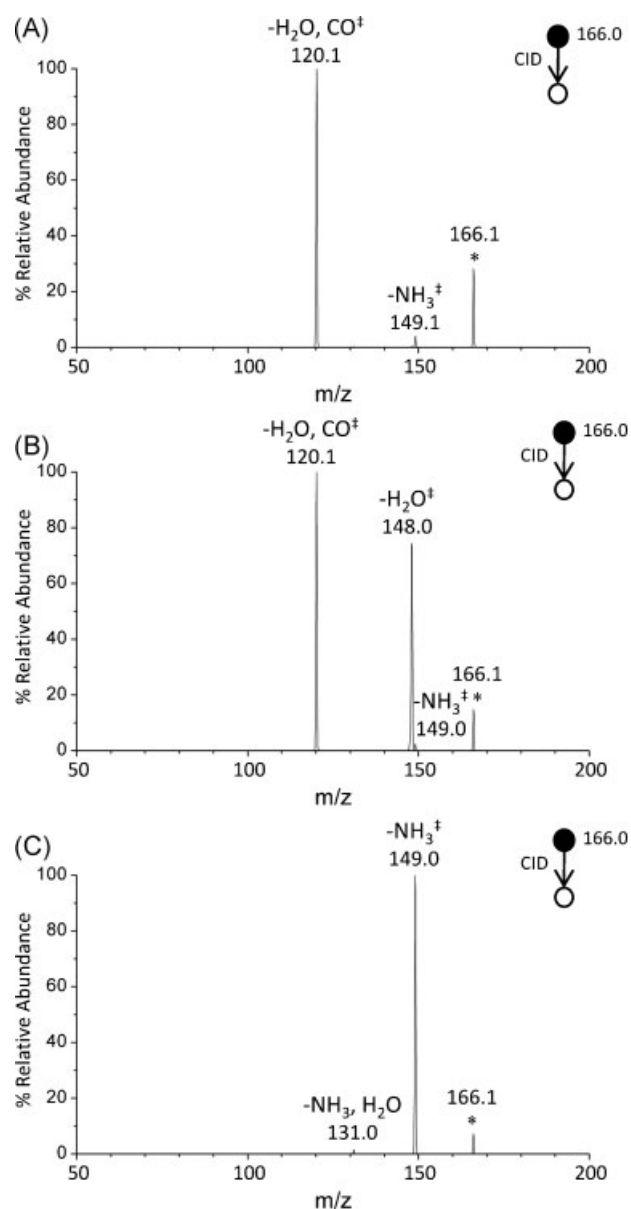 (A)
-H₂O, CO‡
120.1
166.0
CID
100
80
60
40
20
0
% Relative Abundance
166.1
*
-NH₃‡
149.1
50
100
150
200
m/z
(B)
-H₂O, CO‡
120.1
166.0
CID
-H₂O‡
148.0
100
80
60
40
20
0
% Relative Abundance
166.1
-NH₃‡ *
149.0
50
100
150
200
m/z
(C)
-NH₃‡
149.0
166.0
CID
100
80
60
40
20
0
% Relative Abundance
-NH₃, H₂O
131.0
166.1
*
50
100
150
200
m/z